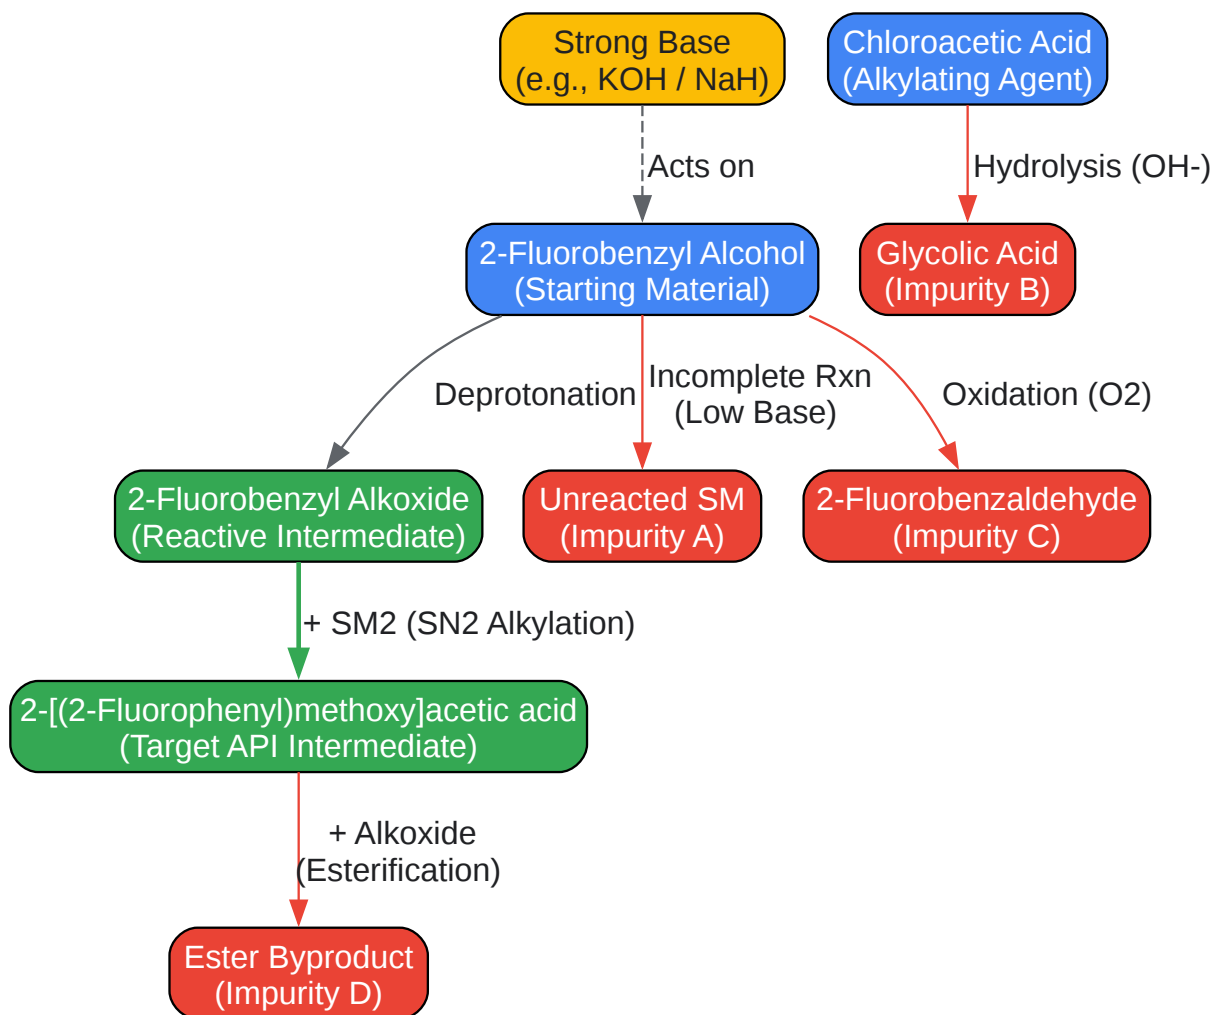 Strong Base
(e.g., KOH / NaH)
Chloroacetic Acid
(Alkylating Agent)
Acts on
Hydrolysis (OH-)
2-Fluorobenzyl Alcohol
(Starting Material)
Glycolic Acid
(Impurity B)
Deprotonation
Incomplete Rxn
(Low Base)
Oxidation (O2)
2-Fluorobenzyl Alkoxide
(Reactive Intermediate)
Unreacted SM
(Impurity A)
2-Fluorobenzaldehyde
(Impurity C)
+ SM2 (SN2 Alkylation)
2-[(2-Fluorophenyl)methoxy]acetic acid
(Target API Intermediate)
+ Alkoxide
(Esterification)
Ester Byproduct
(Impurity D)